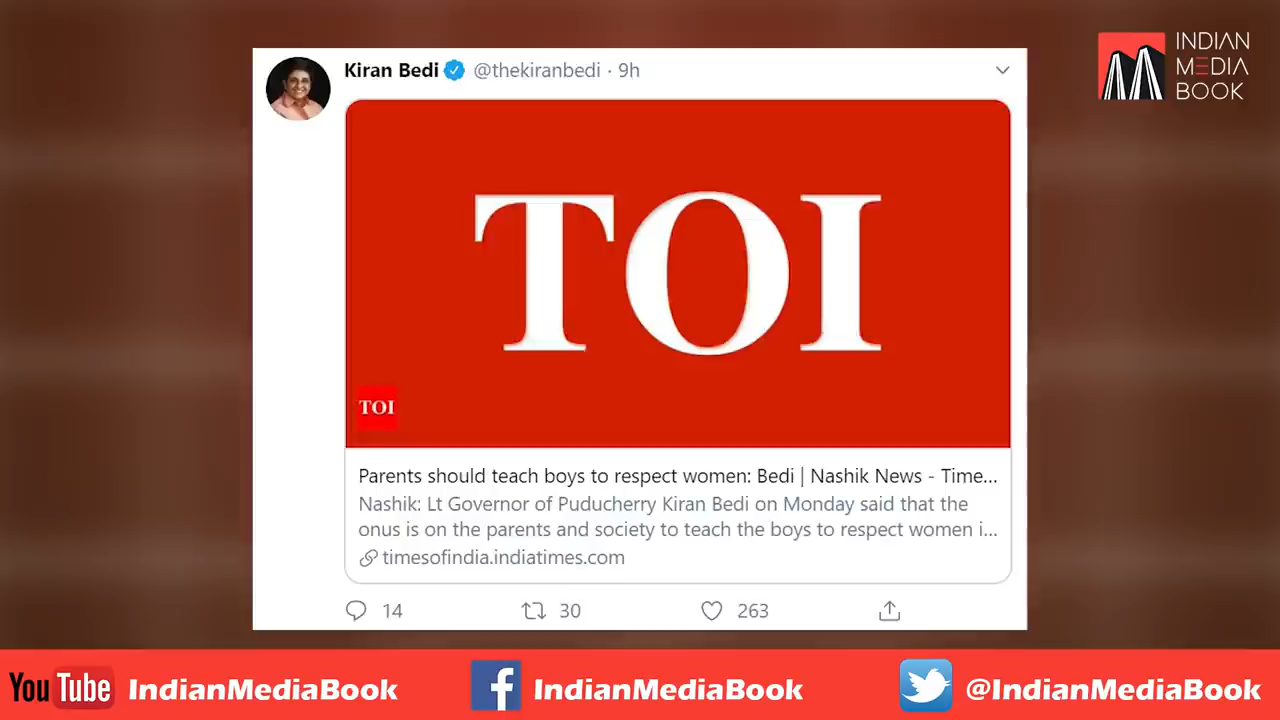 INDIAN
MEDIA
BOOK
Kiran Bedi @thekiranbedi · 9h
TOI
TOI
Parents should teach boys to respect women: Bedi | Nashik News - Time...
Nashik: Lt Governor of Puducherry Kiran Bedi on Monday said that the
onus is on the parents and society to teach the boys to respect women i...
timesofindia.indiatimes.com
14 30 263
YouTube IndianMediaBook f IndianMediaBook @IndianMediaBook